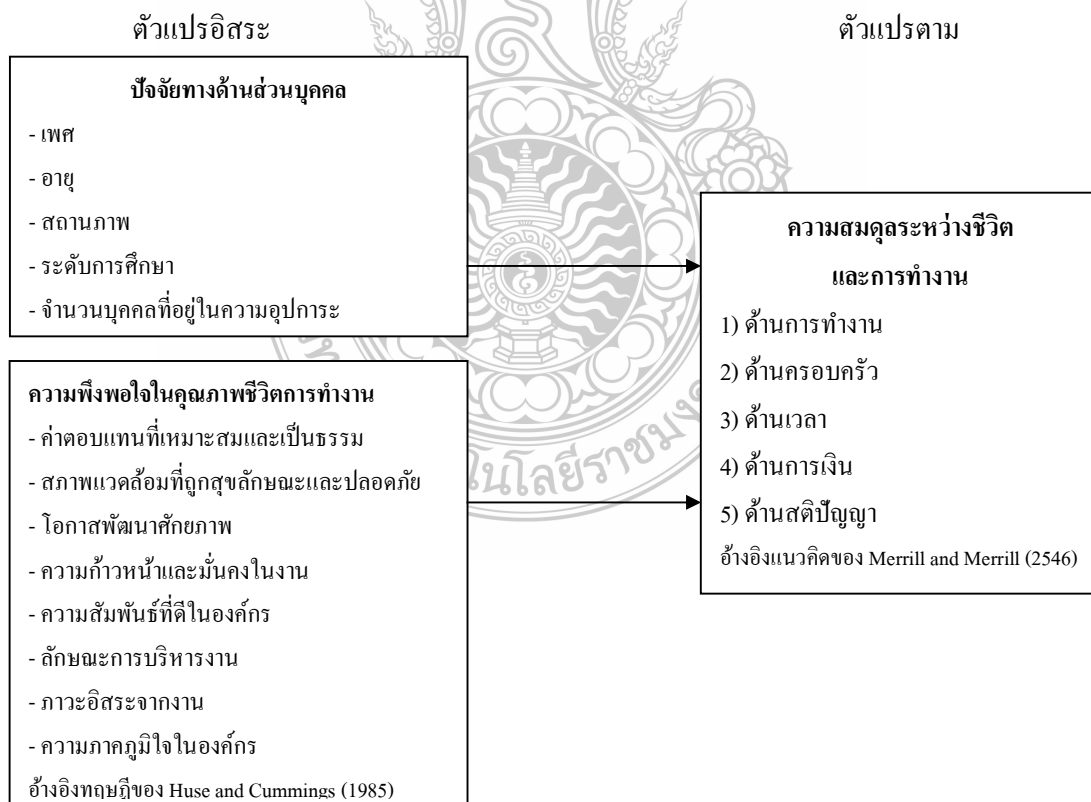 ตัวแปรอิสระ
ตัวแปรตาม
ปัจจัยทางด้านส่วนบุคคล
- เพศ
- อายุ
- สถานภาพ
- ระดับการศึกษา
- จำนวนบุคคลที่อยู่ในความอุปการะ
ความพึงพอใจในคุณภาพชีวิตการทำงาน
- ค่าตอบแทนที่เหมาะสมและเป็นธรรม
- สภาพแวดล้อมที่ถูกสุขลักษณะและปลอดภัย
- โอกาสพัฒนาศักยภาพ
- ความก้าวหน้าและมั่นคงในงาน
- ความสัมพันธ์ที่ดีในองค์กร
- ลักษณะการบริหารงาน
- ภาวะอิสระจากงาน
- ความภาคภูมิใจในองค์กร
อ้างอิงทฤษฎีของ Huse and Cummings (1985)
ความสมดุลระหว่างชีวิต
และการทำงาน
1) ด้านการทำงาน
2) ด้านครอบครัว
3) ด้านเวลา
4) ด้านการเงิน
5) ด้านสติปัญญา
อ้างอิงแนวคิดของ Merrill and Merrill (2546)